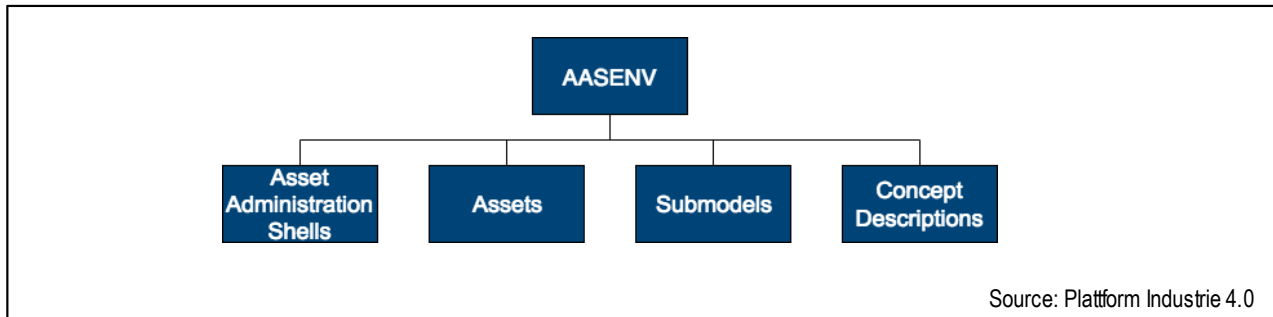 AASENV
Asset
Administration
Shells
Assets
Submodels
Concept
Descriptions
Source: Plattform Industrie 4.0